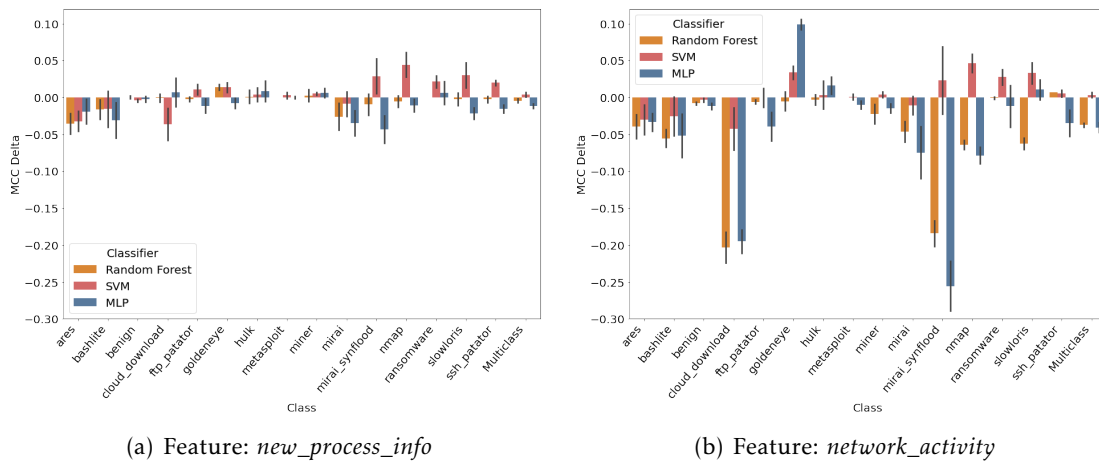 0.10
0.05
0.00
−0.05
−0.10
−0.15
−0.20
−0.25
−0.30
MCC Delta
Classifier
Random Forest
SVM
MLP
ares
bashlite
benign
cloud_download
ftp_patator
goldeneye
hulk
metasploit
miner
mirai
mirai_synflood
nmap
ransomware
slowloris
ssh_patator
Multiclass
Class
(a) Feature: new_process_info
0.10
0.05
0.00
−0.05
−0.10
−0.15
−0.20
−0.25
−0.30
MCC Delta
Classifier
Random Forest
SVM
MLP
ares
bashlite
benign
cloud_download
ftp_patator
goldeneye
hulk
metasploit
miner
mirai
mirai_synflood
nmap
ransomware
slowloris
ssh_patator
Multiclass
Class
(b) Feature: network_activity